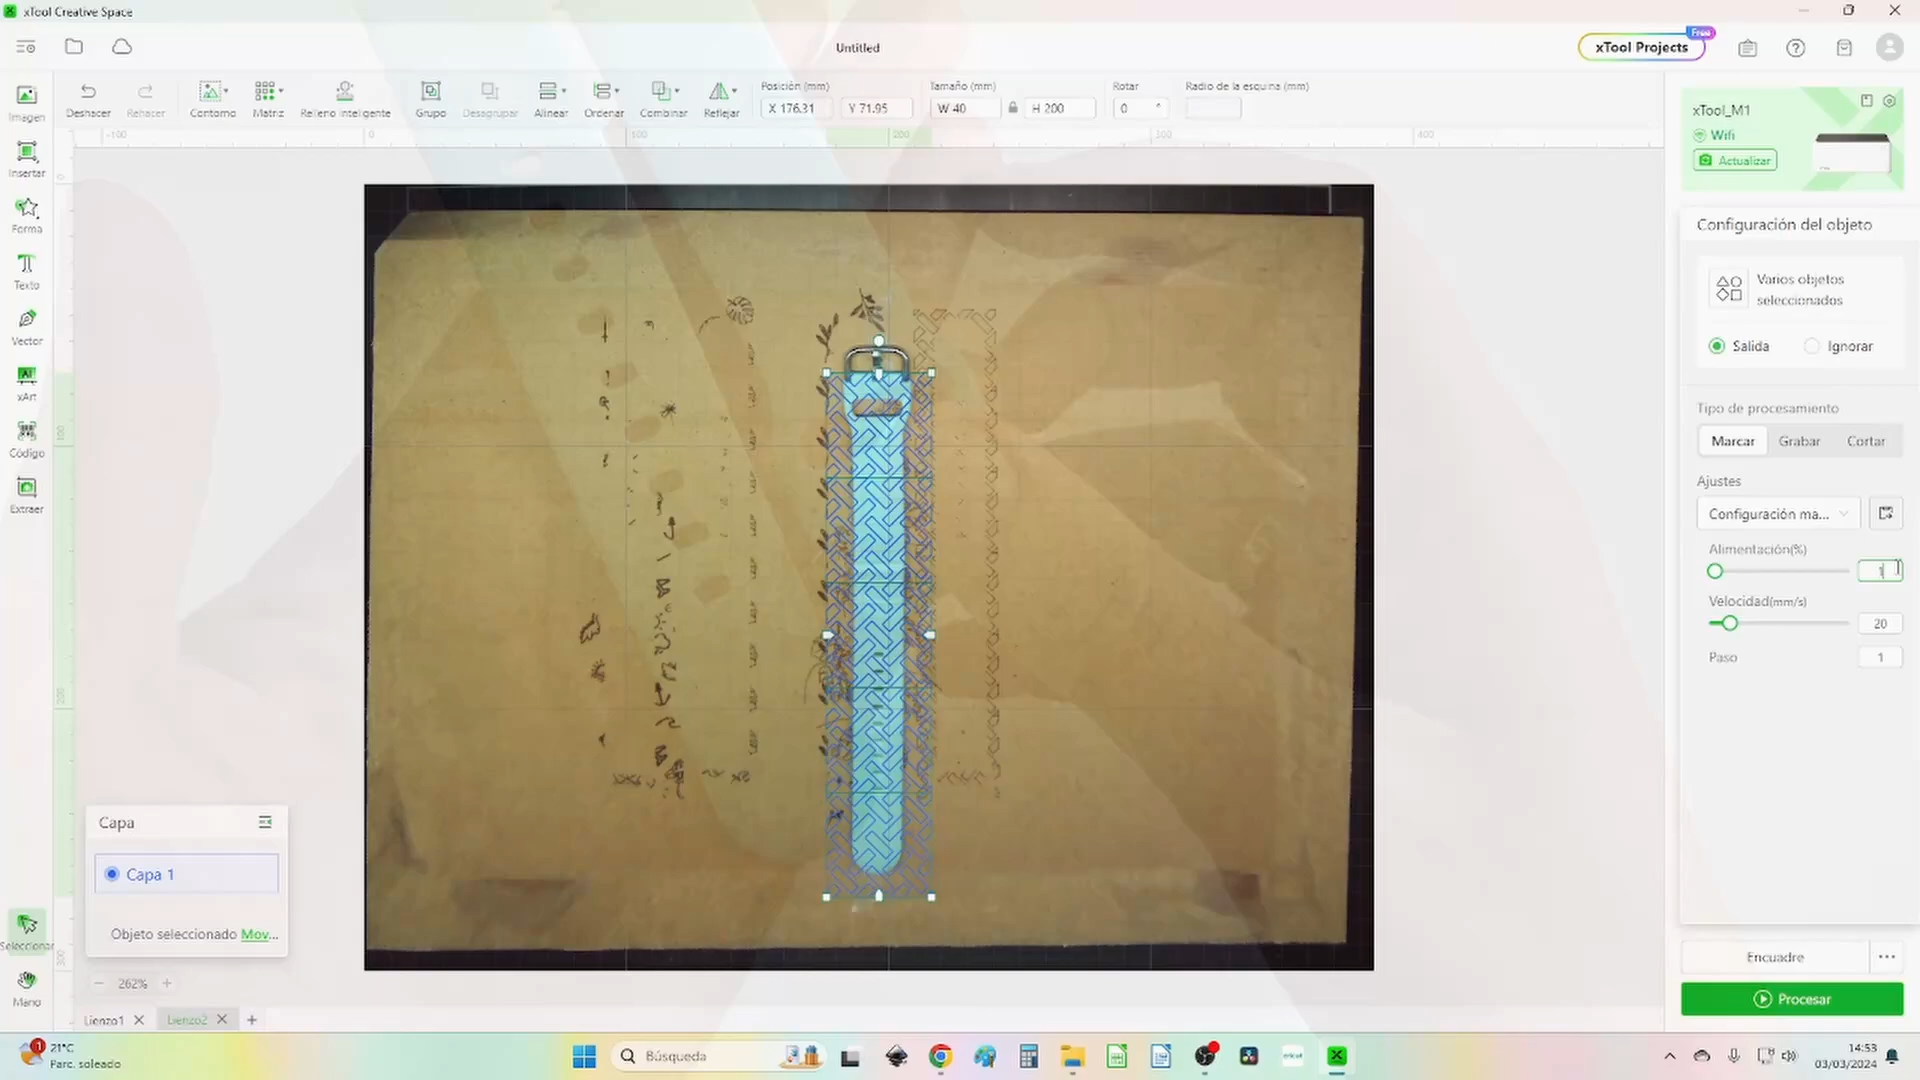 xTool Creative Space
Untitled
xTool Projects
Free
Deshacer
Rehacer
Contorno
Matriz
Relleno inteligente
Grupo
Desagrupar
Alinear
Ordenar
Combinar
Reflejar
Posición (mm)
X 176.31
Y 71.95
Tamaño (mm)
W 40
H 200
Rotar
0 °
Radio de la esquina (mm)
Imagen
Insertar
Forma
Texto
Vector
xArt
Código
Extraer
Seleccionar
Mano
xTool_M1
Wifi
Actualizar
Configuración del objeto
Varios objetos
seleccionados
Salida
Ignorar
Tipo de procesamiento
Marcar
Grabar
Cortar
Ajustes
Configuración ma...
Alimentación(%)
1
Velocidad(mm/s)
20
Paso
1
Encuadre
Procesar
Capa
Capa 1
Objeto seleccionado Mov...
262%
Lienzo1
Lienzo2
21°C
Parc. soleado
Búsqueda
14:53
03/03/2024